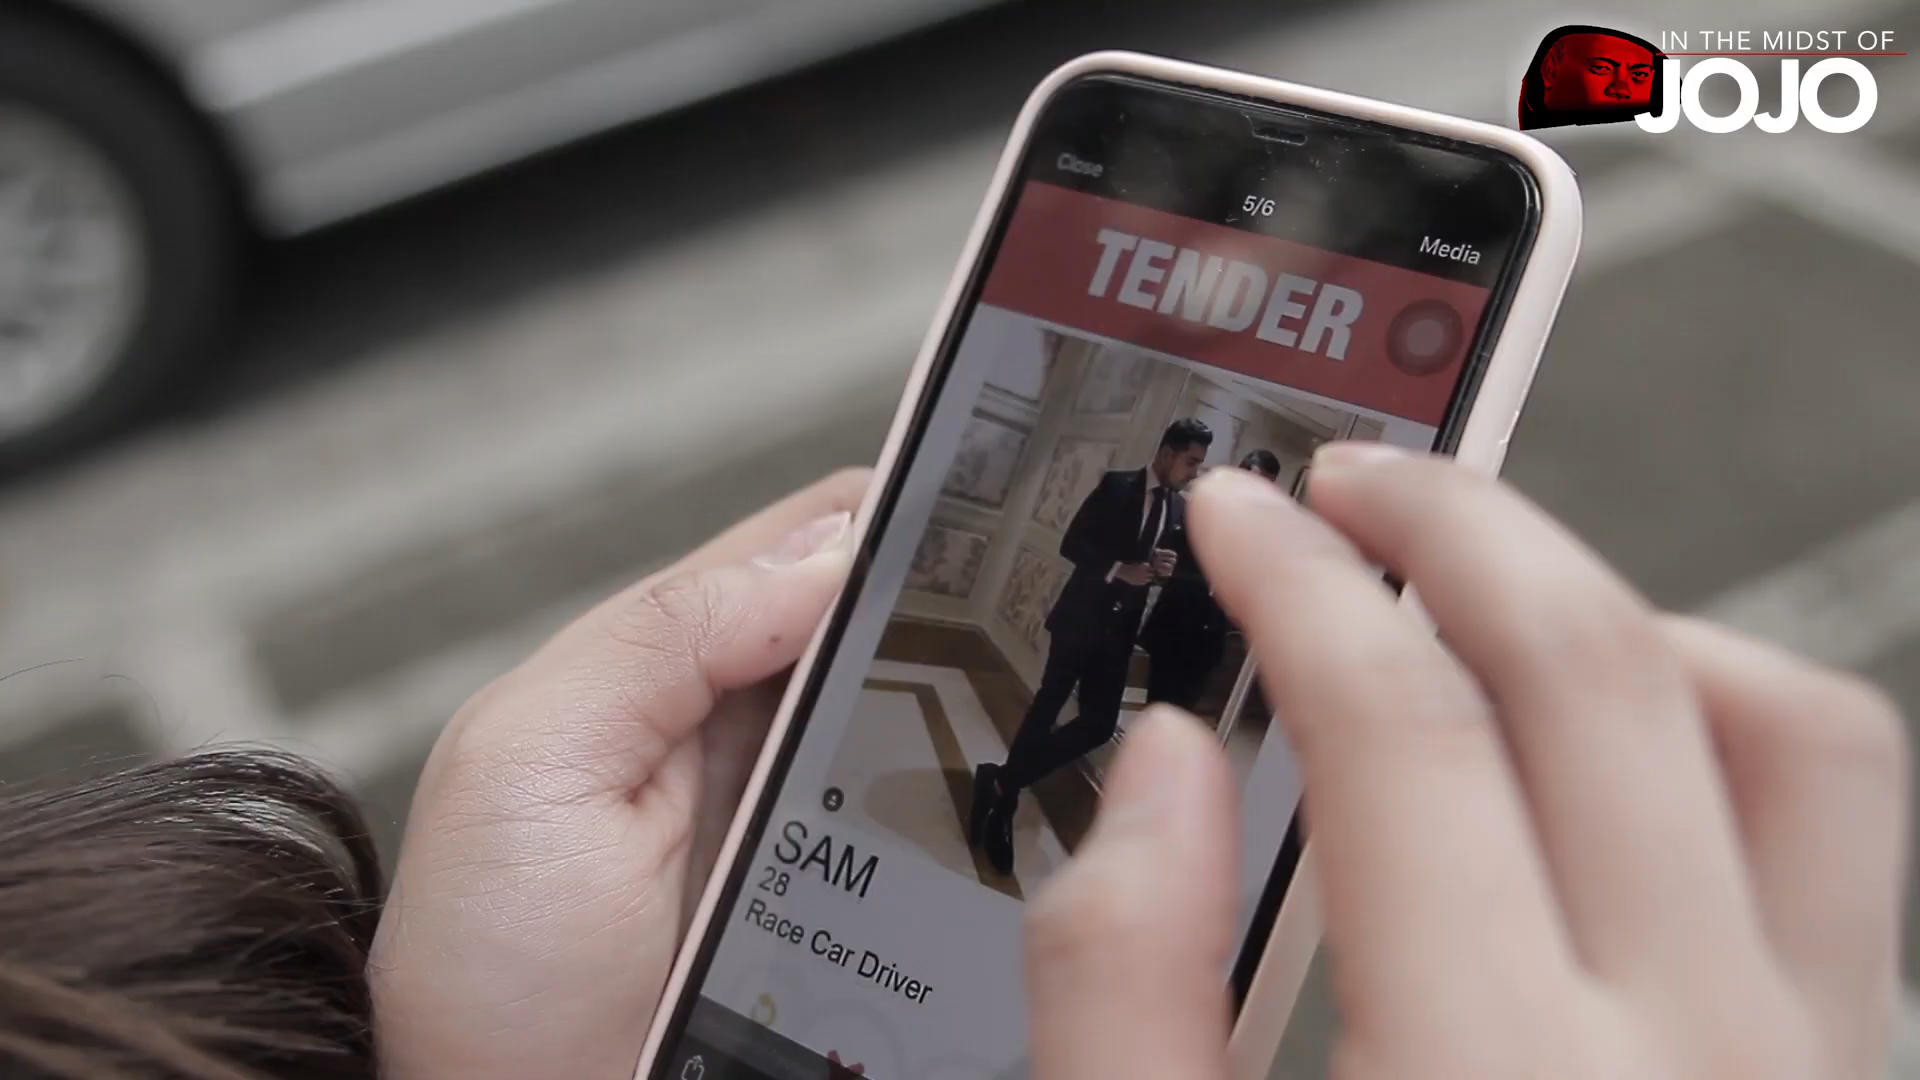 IN THE MIDST OF
JOJO
Close
5/6
Media
TENDER
SAM
28
Race Car Driver